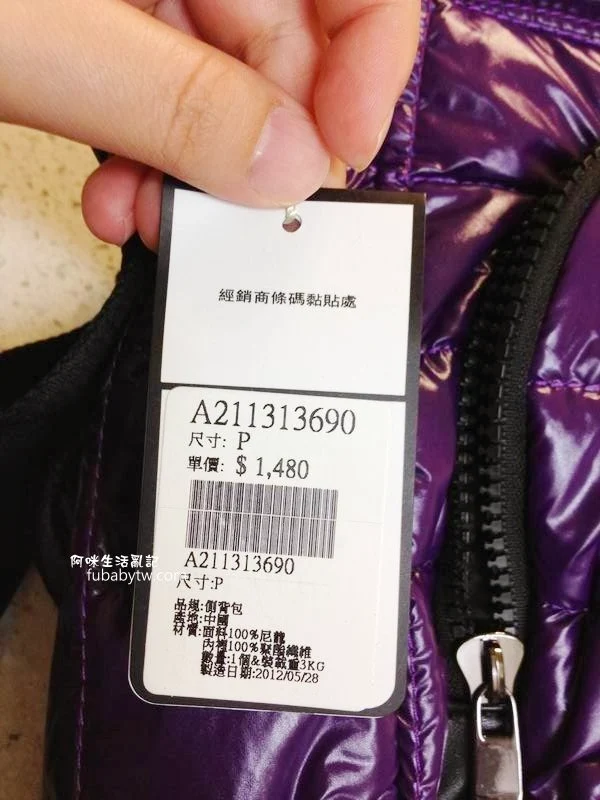 經銷商條碼黏貼處
A211313690
尺寸: P
單價: $ 1,480
A211313690
尺寸:P
品規:側背包
產地:中國
材質:面料100%尼龍
內裡100%聚酯纖維
數量:1個&裝載重3KG
製造日期:2012/05/28
阿咪生活亂記
fubabytw.com